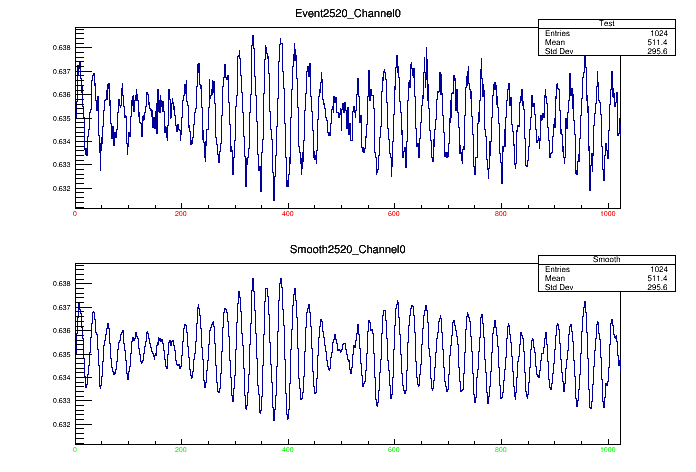 Event2520_Channel0
Test
Entries 1024
Mean 511.4
Std Dev 295.6
0.638
0.637
0.636
0.635
0.634
0.633
0.632
0 200 400 600 800 1000
Smooth2520_Channel0
Smooth
Entries 1024
Mean 511.4
Std Dev 295.6
0.638
0.637
0.636
0.635
0.634
0.633
0.632
0 200 400 600 800 1000